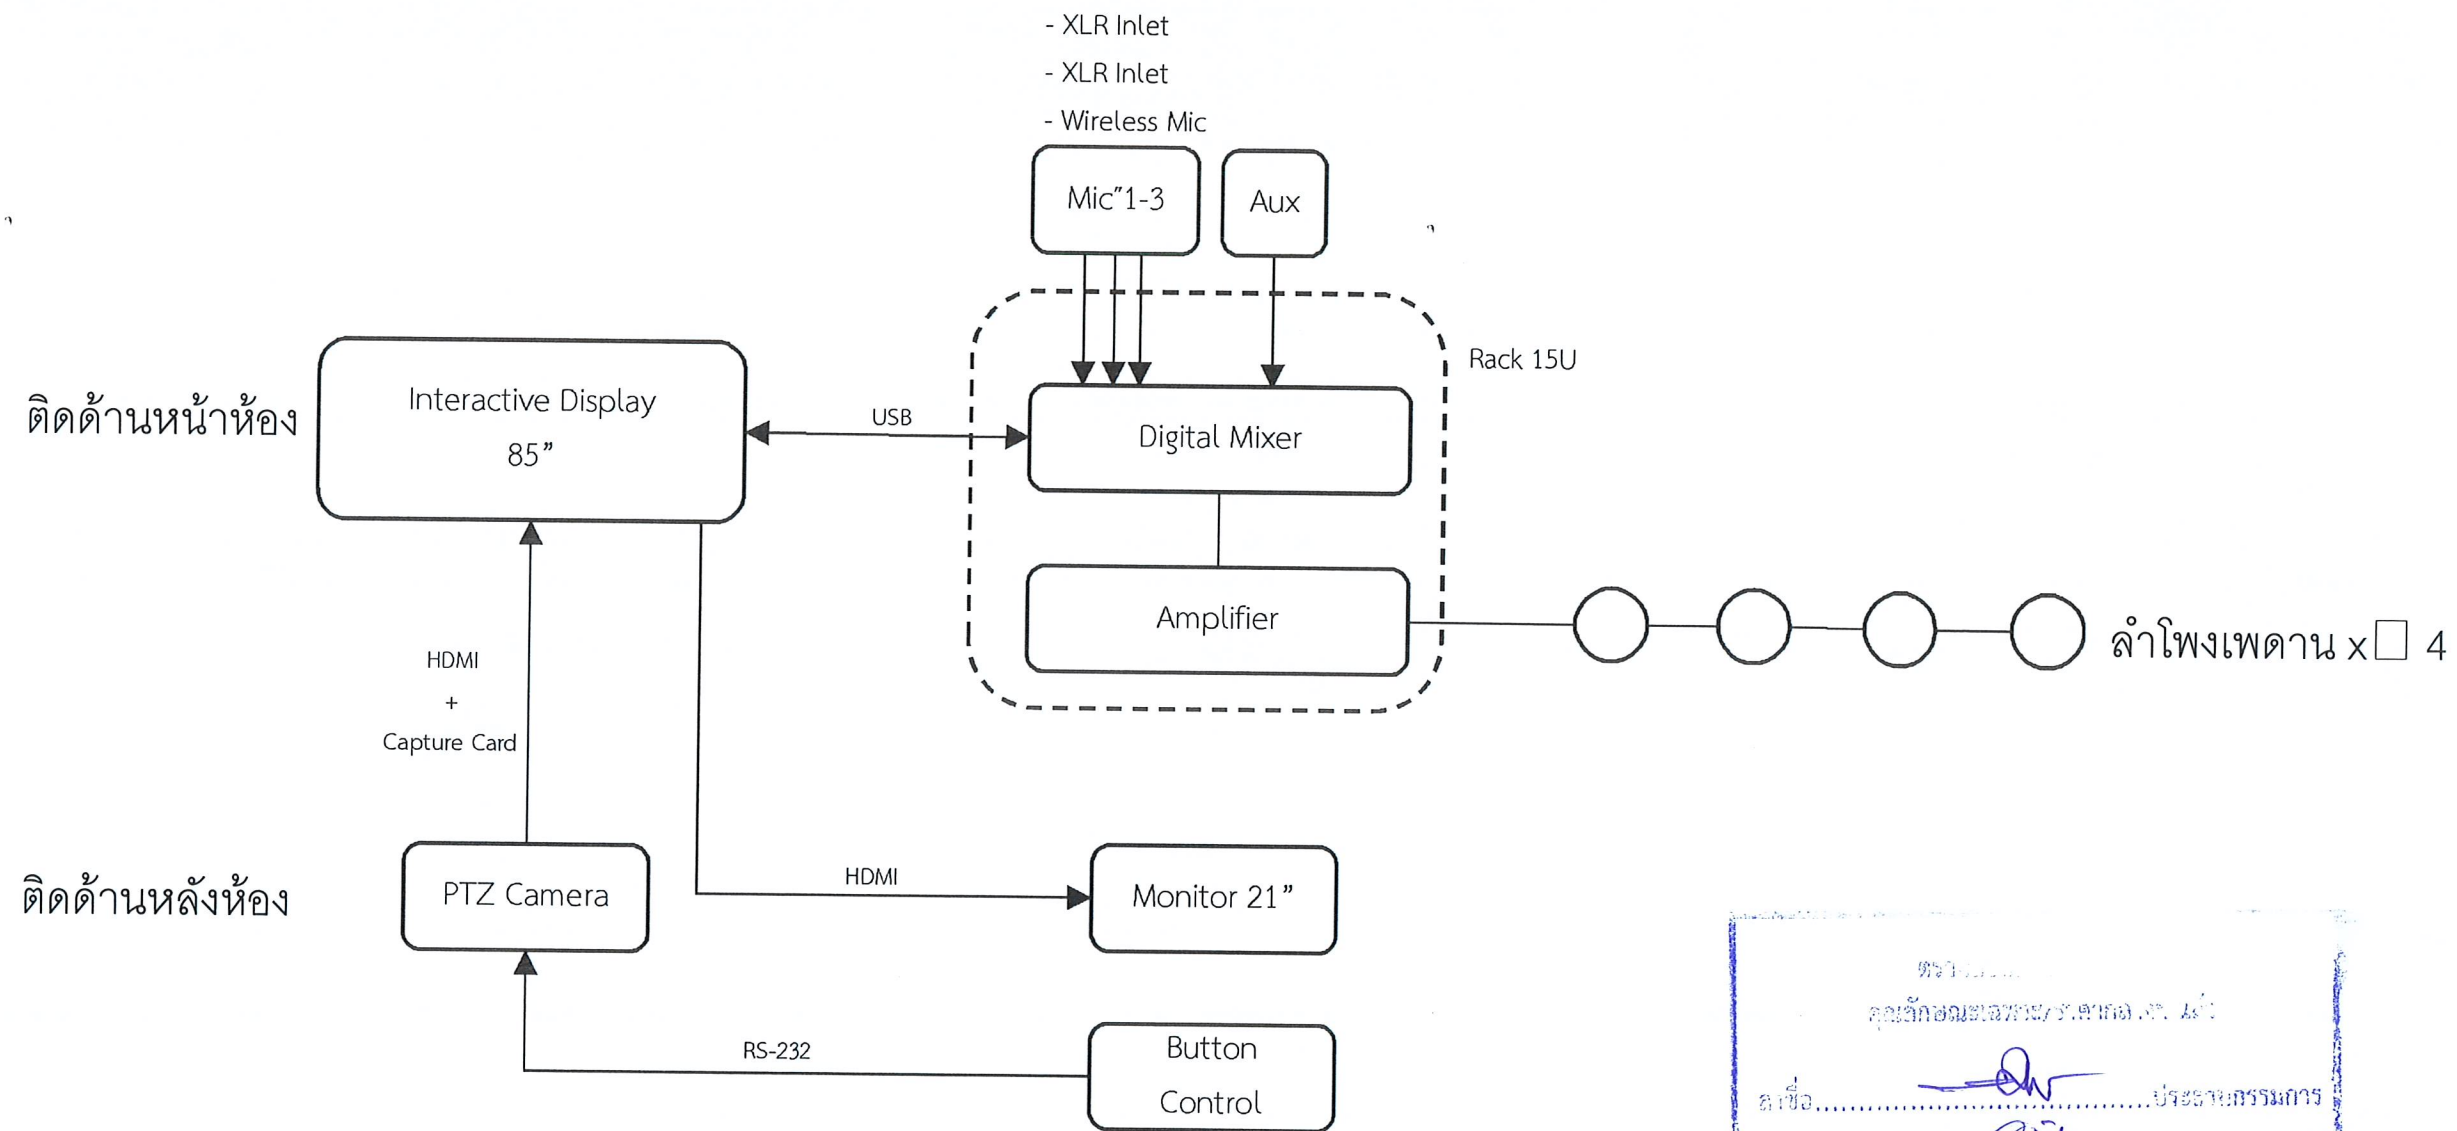 - XLR Inlet
- XLR Inlet
- Wireless Mic
Mic"1-3
Aux
Rack 15U
ติดด้านหน้าห้อง
Interactive Display
85"
USB
Digital Mixer
Amplifier
ลำโพงเพดาน x□ 4
HDMI
+
Capture Card
ติดด้านหลังห้อง
PTZ Camera
HDMI
Monitor 21"
RS-232
Button
Control
ประธานกรรมการ